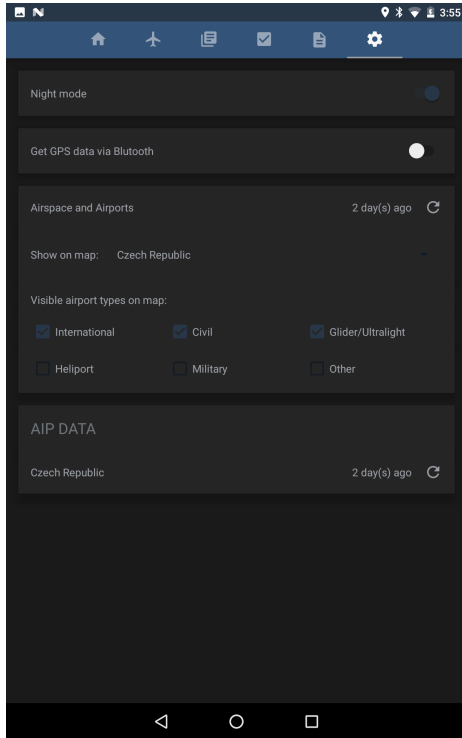 3:55
Night mode
Get GPS data via Blutooth
Airspace and Airports 2 day(s) ago
Show on map: Czech Republic
Visible airport types on map:
International Civil Glider/Ultralight
Heliport Military Other
AIP DATA
Czech Republic 2 day(s) ago